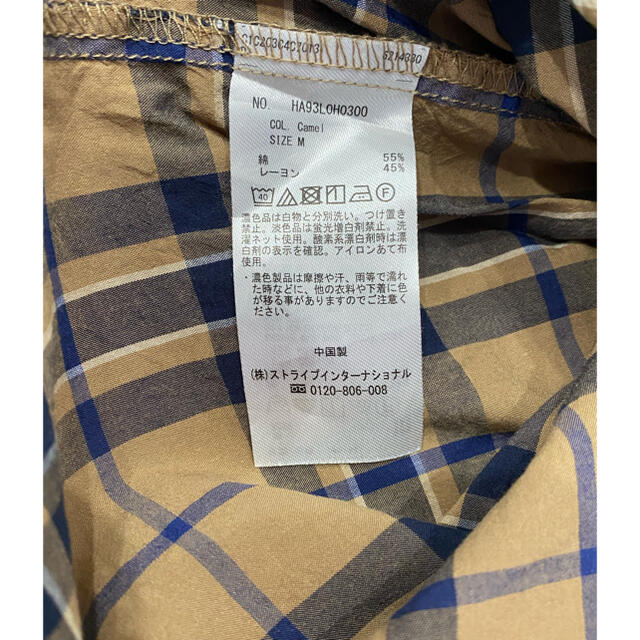 S1C2C3C4C7013 6714330
NO. HA93L0H0300
COL. Camel
SIZE M
綿 55%
レーヨン 45%
40
濃色品は白物と分別洗い。つけ置き
禁止。淡色品は蛍光増白剤禁止。洗
濯ネット使用。酸素系漂白剤時は漂
白剤の表示を確認。アイロンあて布
使用。
・濃色製品は摩擦や汗、雨等で濡れ
た時などに、他の衣料や下着に色
が移る事がありますのでご注意く
ださい。
中国製
(株)ストライプインターナショナル
0120-806-008